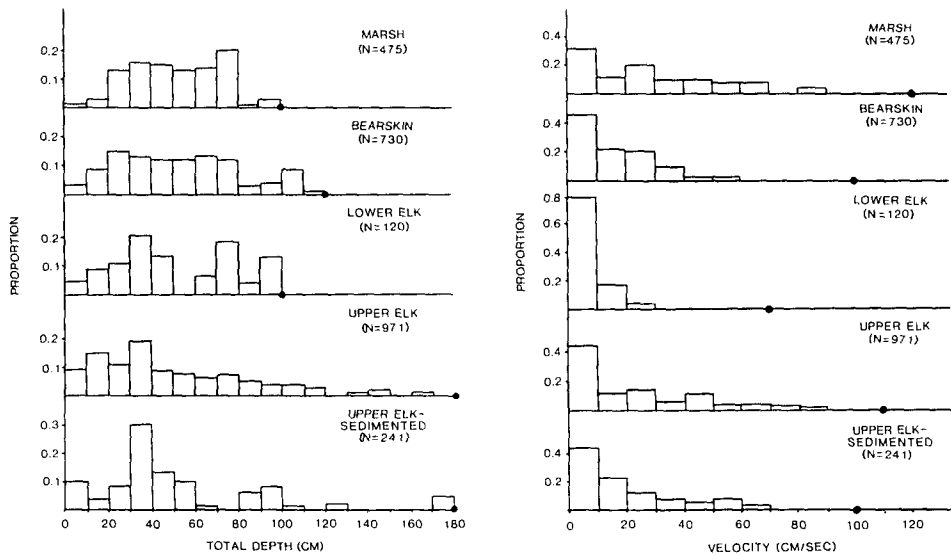 MARSH
(N=475)
0.2
0.1
BEARSKIN
(N=730)
0.2
0.1
LOWER ELK
(N=120)
0.2
0.1
UPPER ELK
(N=971)
0.2
0.1
UPPER ELK-
SEDIMENTED
(N=241)
0.3
0.2
0.1
PROPORTION
0 20 40 60 80 100 120 140 160 180
TOTAL DEPTH (CM)
MARSH
(N=475)
0.4
0.2
BEARSKIN
(N=730)
0.4
0.2
LOWER ELK
(N=120)
0.8
0.6
0.4
0.2
UPPER ELK
(N=971)
0.4
0.2
UPPER ELK-
SEDIMENTED
(N=241)
0.4
0.2
PROPORTION
0 20 40 60 80 100 120
VELOCITY (CM/SEC)